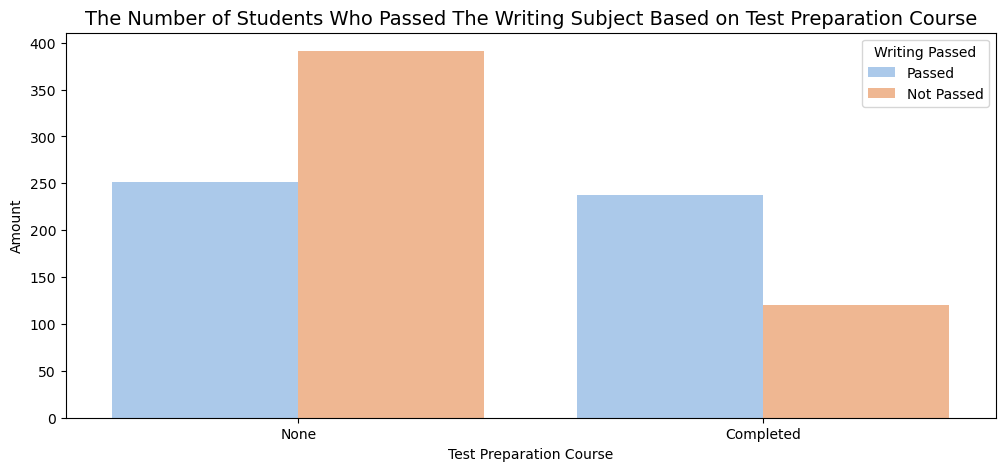 The Number of Students Who Passed The Writing Subject Based on Test Preparation Course
Writing Passed
Passed
Not Passed
Amount
400
350
300
250
200
150
100
50
0
None
Completed
Test Preparation Course